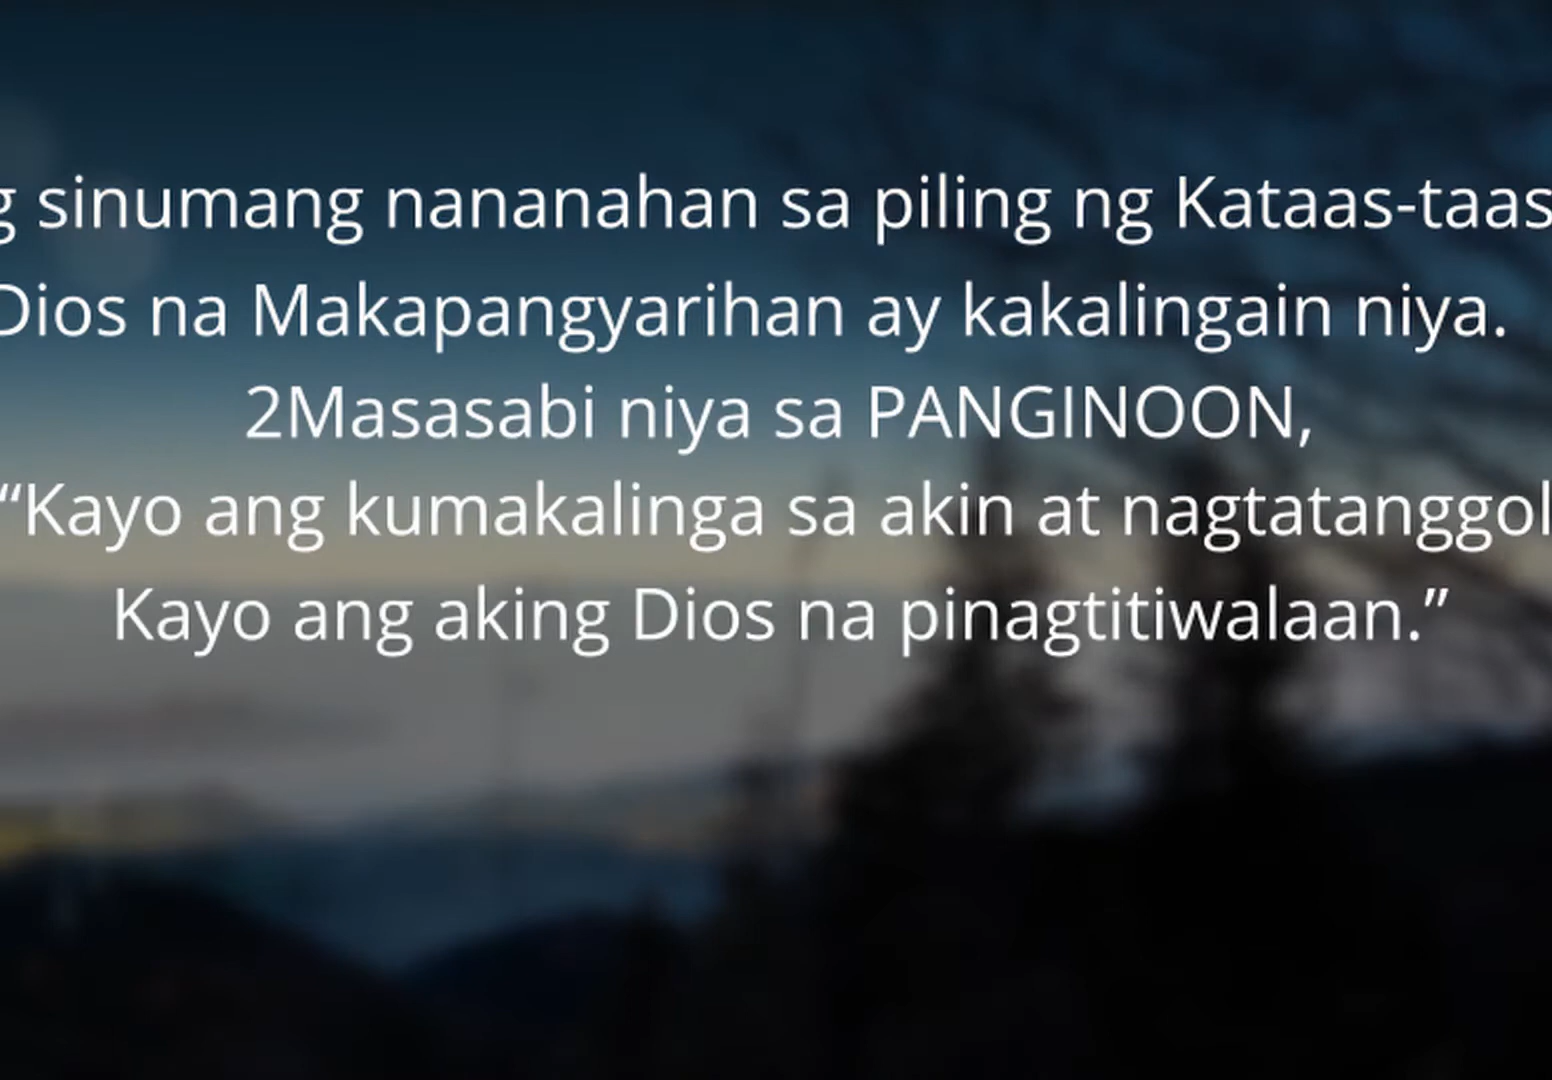 sinumang nananahan sa piling ng Kataas-taas
Dios na Makapangyarihan ay kakalingain niya.
2Masasabi niya sa PANGINOON,
“Kayo ang kumakalinga sa akin at nagtatanggol
Kayo ang aking Dios na pinagtitiwalaan.”